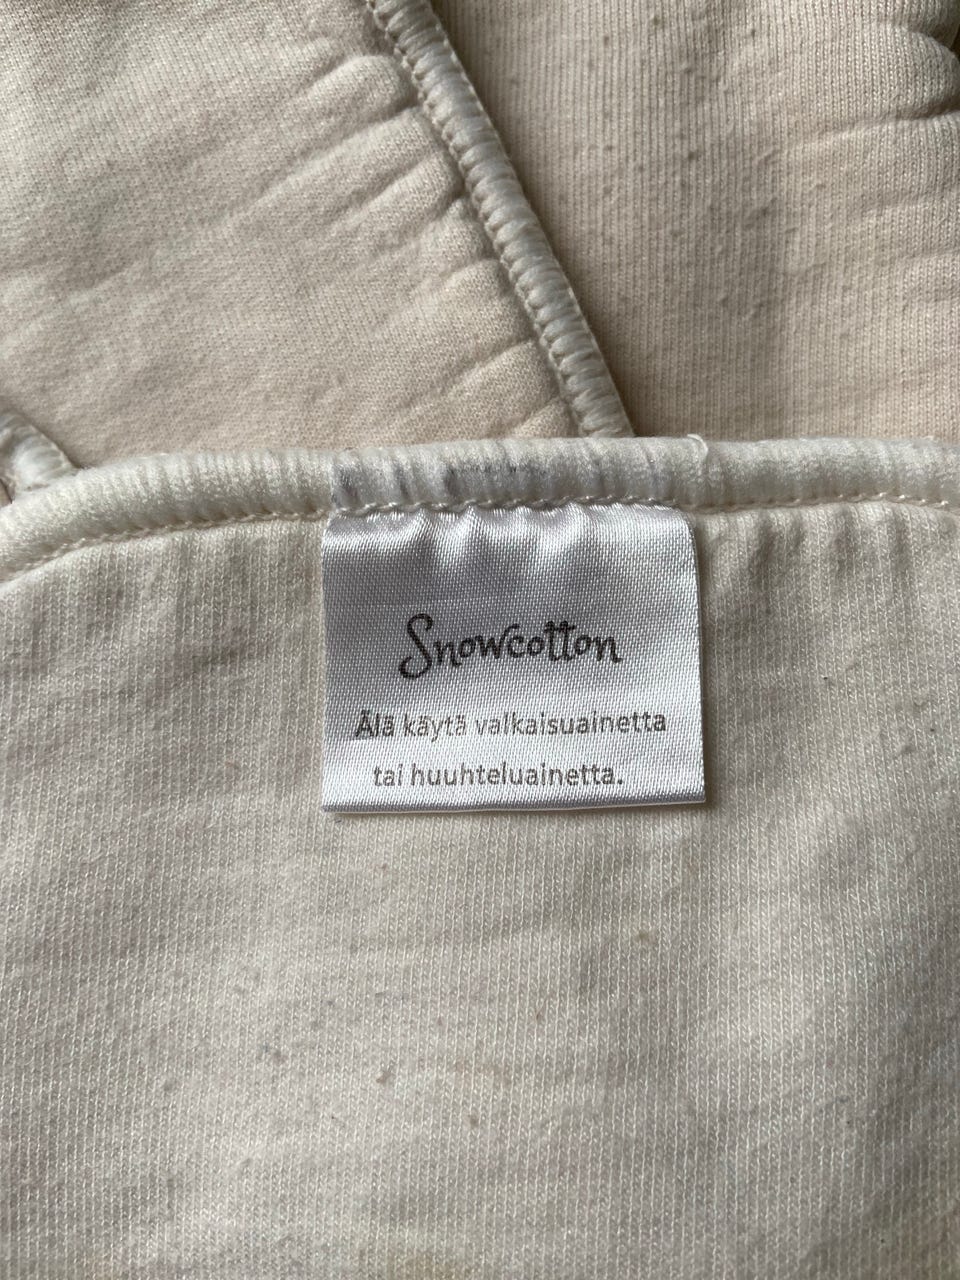 Snowcotton
Älä käytä valkaisuainetta
tai huuhteluainetta.